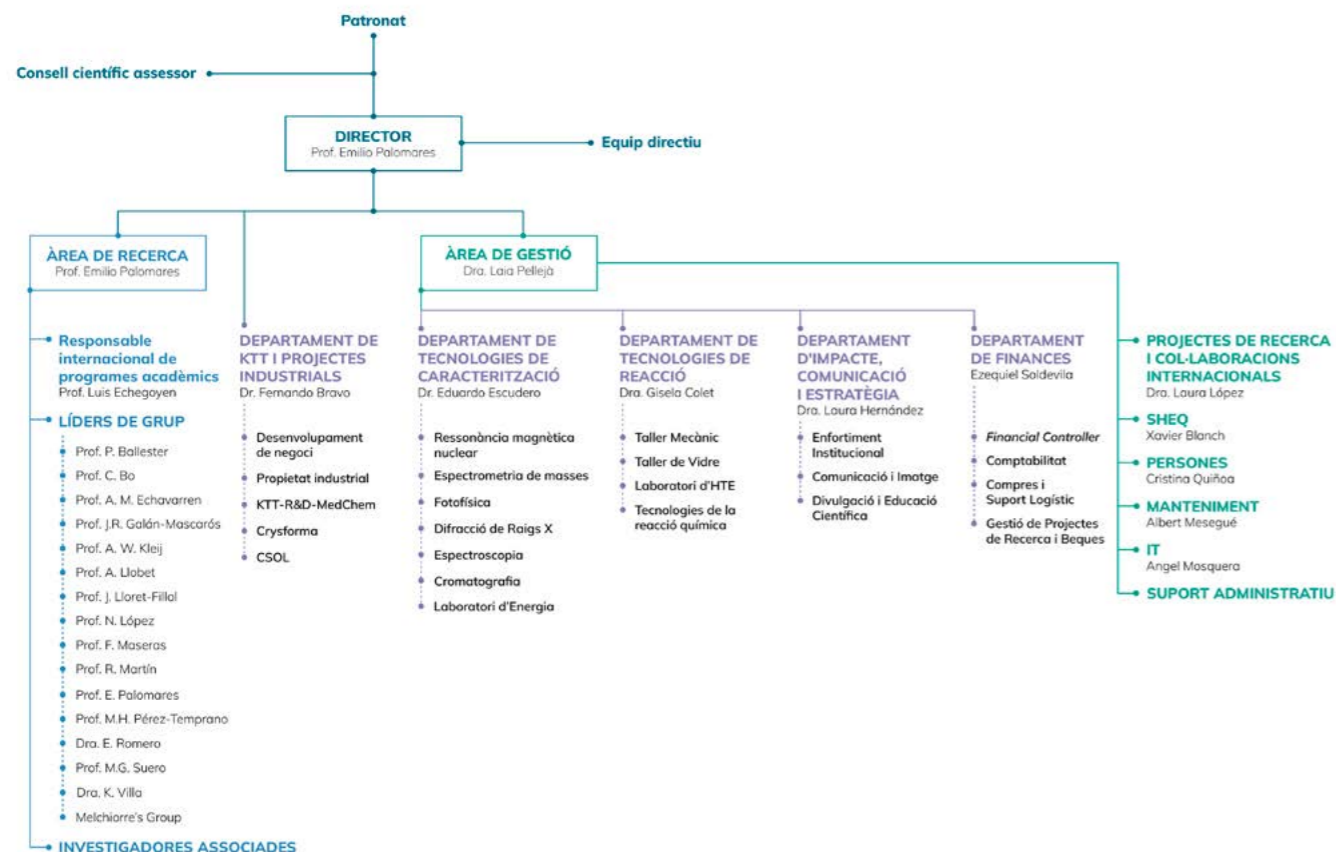 Patronat
Consell científic assessor
DIRECTOR
Prof. Emilio Palomares
Equip directiu
ÀREA DE RECERCA
Prof. Emilio Palomares
ÀREA DE GESTIÓ
Dra. Laia Pellejà
Responsable
internacional de
programes acadèmics
Prof. Luis Echegoyen
LÍDERS DE GRUP
Prof. P. Ballester
Prof. C. Bo
Prof. A. M. Echavarren
Prof. J.R. Galán-Mascarós
Prof. A. W. Kleij
Prof. A. Llobet
Prof. J. Lloret-Fillol
Prof. N. López
Prof. F. Maseras
Prof. R. Martín
Prof. E. Palomares
Prof. M.H. Pérez-Temprano
Dra. E. Romero
Prof. M.G. Suero
Dra. K. Villa
Melchiorre's Group
INVESTIGADORES ASSOCIADES
DEPARTAMENT DE
KTT I PROJECTES
INDUSTRIALS
Dr. Fernando Bravo
Desenvolupament
de negoci
Propietat industrial
KTT-R&D-MedChem
Crysforma
CSOL
DEPARTAMENT DE
TECNOLOGIES DE
CARACTERITZACIÓ
Dr. Eduardo Escudero
Ressonància magnètica
nuclear
Espectrometria de masses
Fotofísica
Difracció de Raigs X
Espectroscopia
Cromatografia
Laboratori d'Energia
DEPARTAMENT DE
TECNOLOGIES DE
REACCIÓ
Dra. Gisela Colet
Taller Mecànic
Taller de Vidre
Laboratori d'HTE
Tecnologies de la
reacció química
DEPARTAMENT
D'IMPACTE,
COMUNICACIÓ
I ESTRATÈGIA
Dra. Laura Hernández
Enfortiment
Institucional
Comunicació i Imatge
Divulgació i Educació
Científica
DEPARTAMENT
DE FINANCES
Ezequiel Soldevila
Financial Controller
Comptabilitat
Compres i
Suport Logístic
Gestió de Projectes
de Recerca i Beques
PROJECTES DE RECERCA
I COL·LABORACIONS
INTERNACIONALS
Dra. Laura López
SHEQ
Xavier Blanch
PERSONES
Cristina Quiñoa
MANTENIMENT
Albert Mesegué
IT
Angel Mosquera
SUPORT ADMINISTRATIU